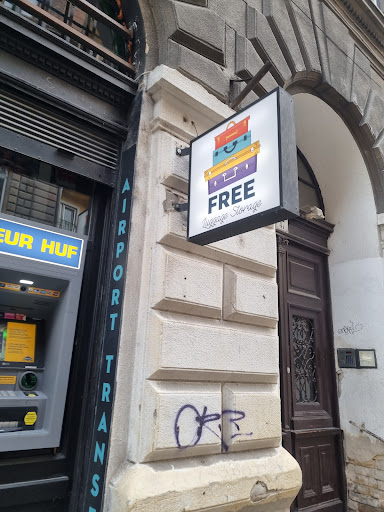 FREE
Luggage Storage
EUR HUF
AIRPORT TRANS